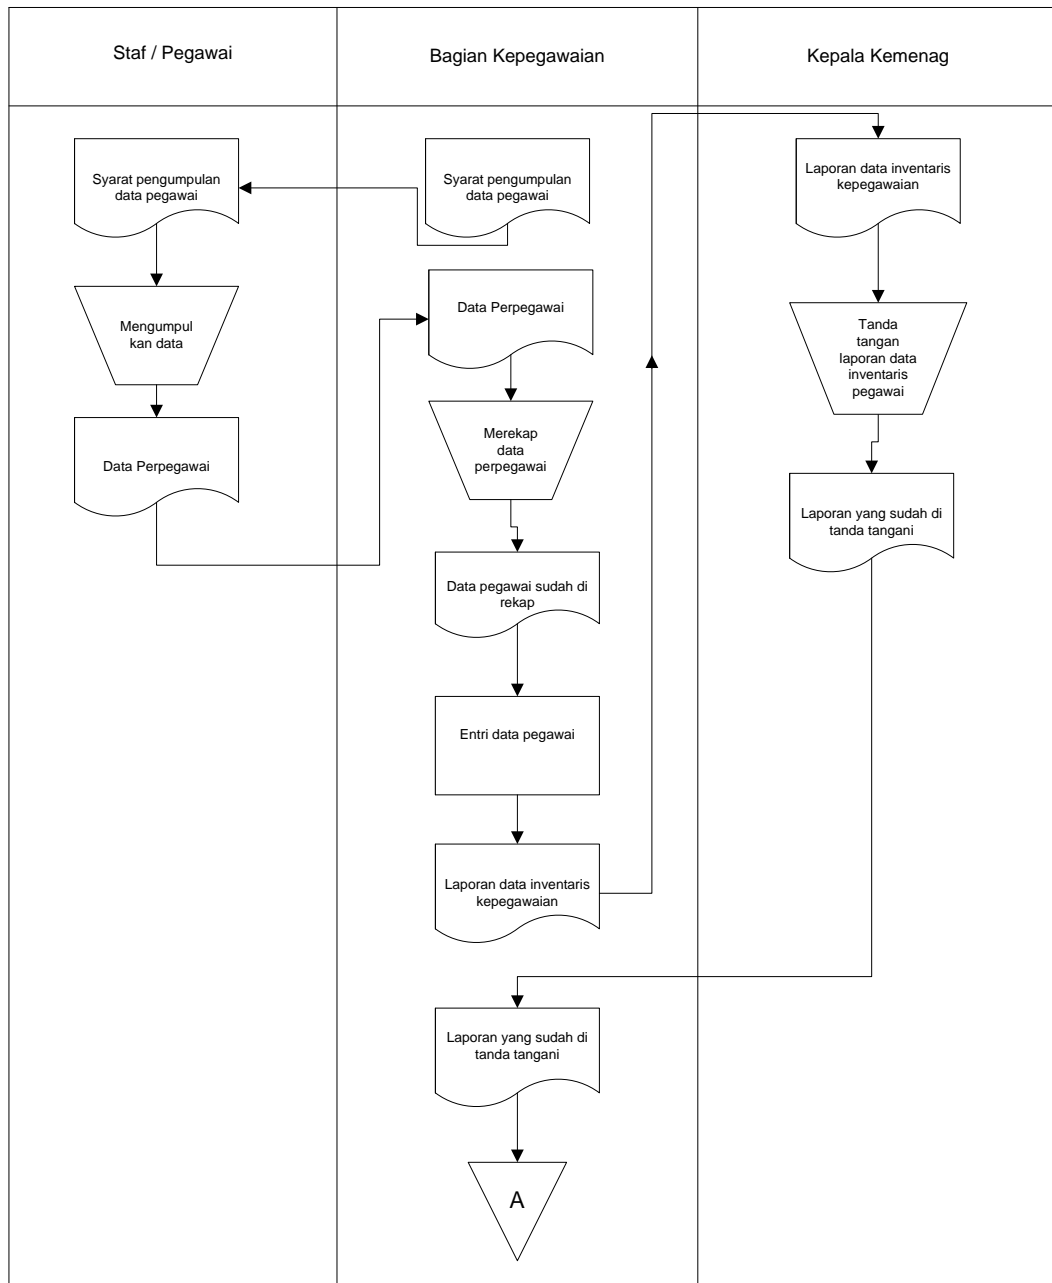 Staf / Pegawai
Bagian Kepegawaian
Kepala Kemenag
Syarat pengumpulan
data pegawai
Mengumpul
kan data
Data Perpegawai
Syarat pengumpulan
data pegawai
Data Perpegawai
Merekap
data
perpegawai
Data pegawai sudah di
rekap
Entri data pegawai
Laporan data inventaris
kepegawaian
Laporan yang sudah di
tanda tangani
A
Laporan data inventaris
kepegawaian
Tanda
tangan
laporan data
inventaris
pegawai
Laporan yang sudah di
tanda tangani